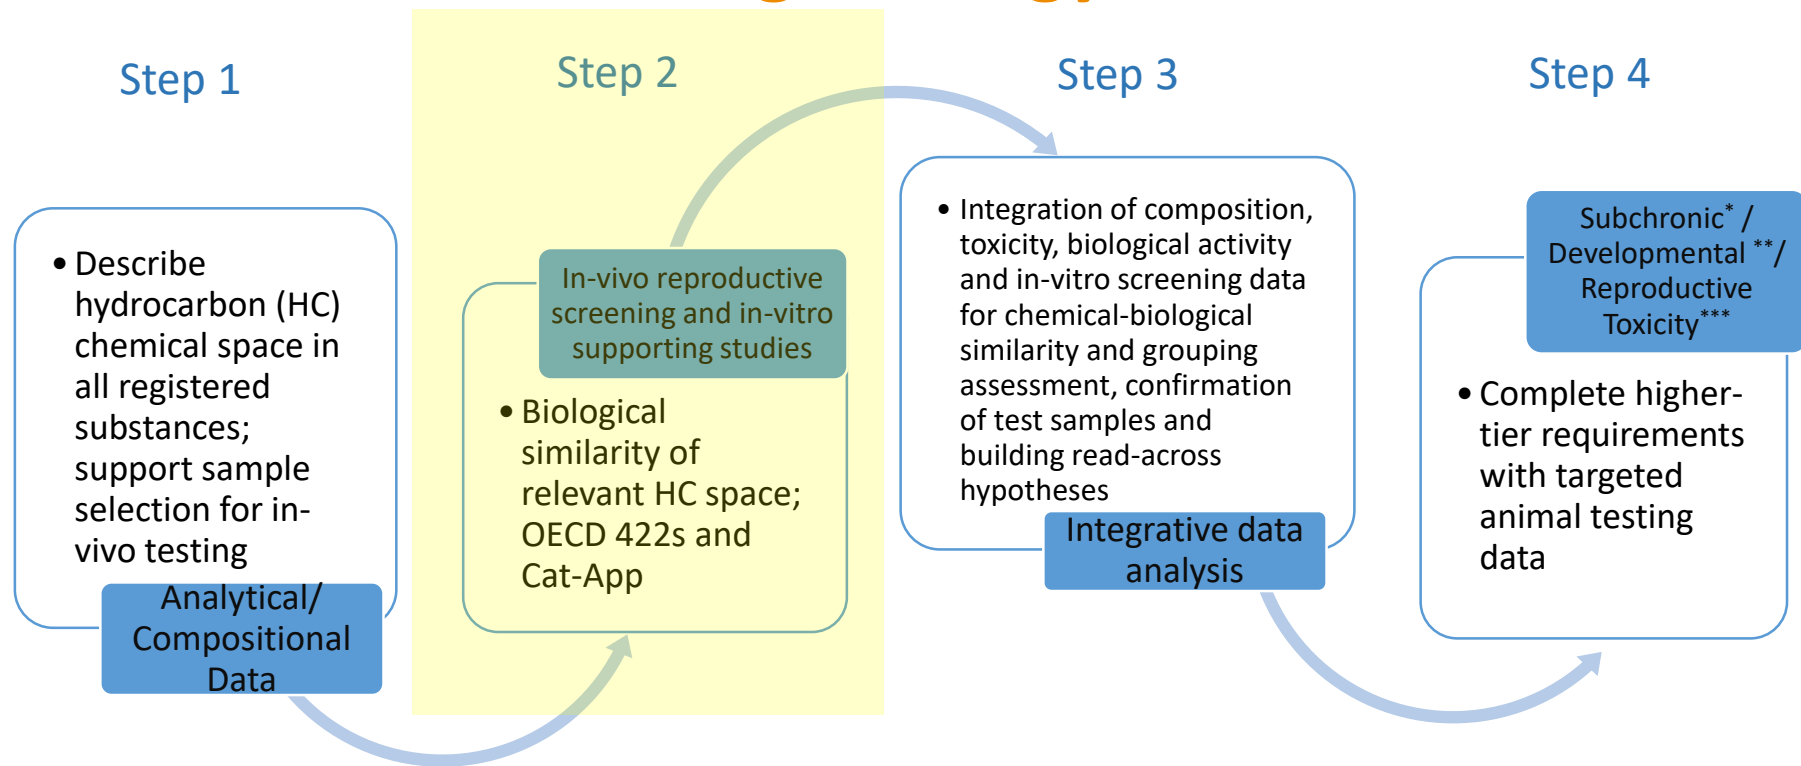 Step 1
• Describe
hydrocarbon (HC)
chemical space in
all registered
substances;
support sample
selection for in-
vivo testing
Analytical/
Compositional
Data
Step 2
In-vivo reproductive
screening and in-vitro
supporting studies
• Biological
similarity of
relevant HC space;
OECD 422s and
Cat-App
Step 3
• Integration of composition,
toxicity, biological activity
and in-vitro screening data
for chemical-biological
similarity and grouping
assessment, confirmation
of test samples and
building read-across
hypotheses
Integrative data
analysis
Step 4
Subchronic* /
Developmental **/
Reproductive
Toxicity***
• Complete higher-
tier requirements
with targeted
animal testing
data